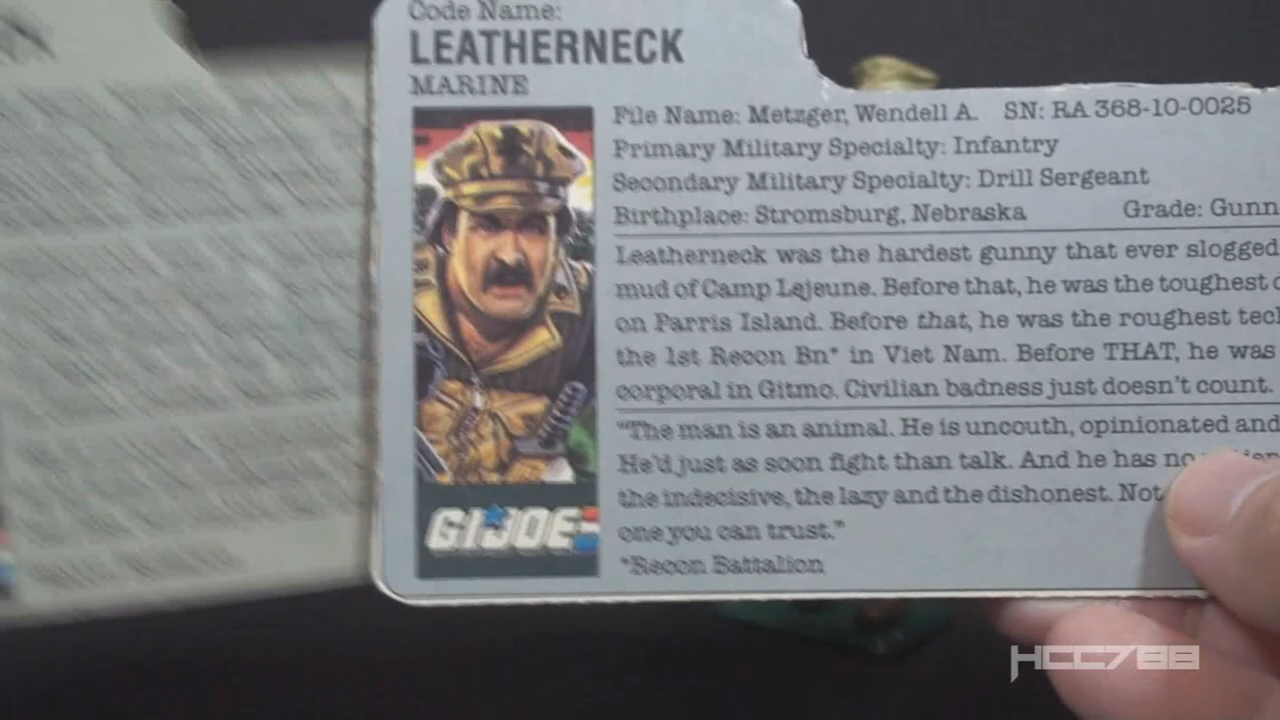 Code Name:
LEATHERNECK
MARINE
File Name: Metzger, Wendell A. SN: RA 368-10-0025
Primary Military Specialty: Infantry
Secondary Military Specialty: Drill Sergeant
Birthplace: Stromsburg, Nebraska Grade: Gunn
Leatherneck was the hardest gunny that ever slogged
mud of Camp Lejeune. Before that, he was the toughest
on Parris Island. Before that, he was the roughest tec
the 1st Recon Bn* in Viet Nam. Before THAT, he was
corporal in Gitmo. Civilian badness just doesn't count.
"The man is an animal. He is uncouth, opinionated and
He'd just as soon fight than talk. And he has no
the indecisive, the lazy and the dishonest. Not
one you can trust."
*Recon Battalion
GI JOE
HCC788